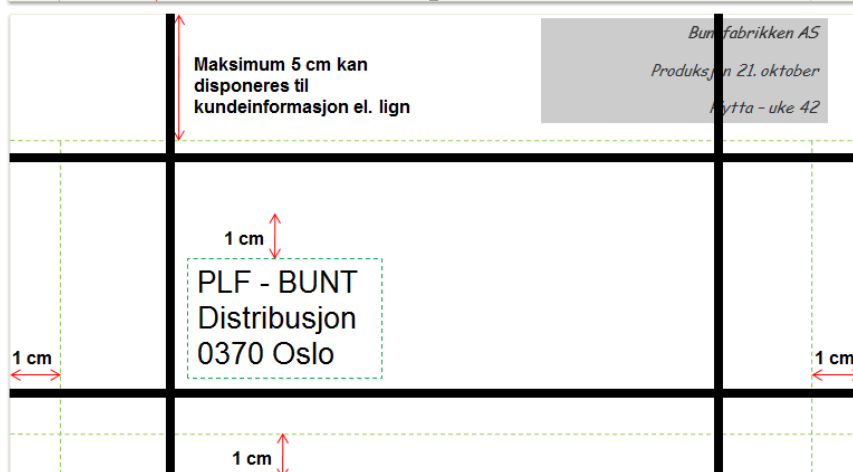 Maksimum 5 cm kan
disponeres til
kundeinformasjon el. lign
fabrikken AS
21. oktober
– uke 42
1 cm
PLF - BUNT
Distribusjon
0370 Oslo
1 cm
1 cm
1 cm